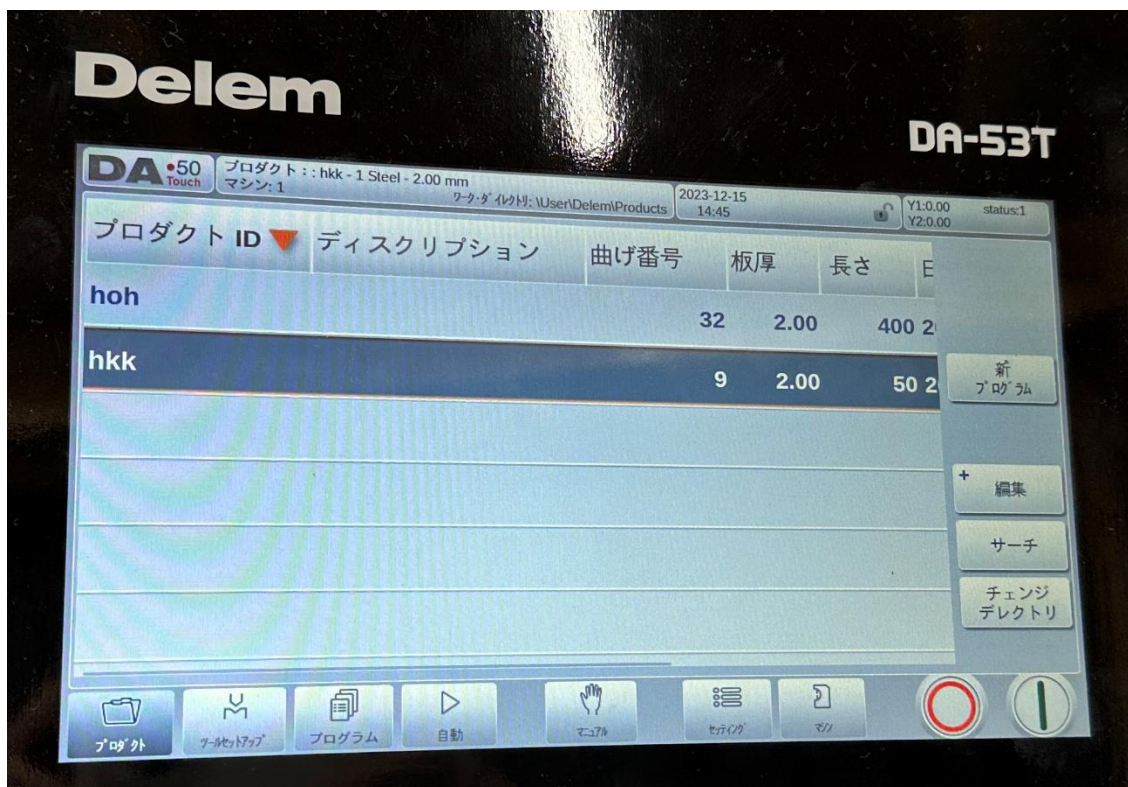 Delem
DA-53T
DA•50 Touch
プロダクト : : hkk - 1 Steel - 2.00 mm
マシン: 1
ワーク・ダイレクトリ: \User\Delem\Products
2023-12-15
14:45
Y1:0.00
Y2:0.00
status:1
プロダクト ID ディスクリプション 曲げ番号 板厚 長さ
hoh 32 2.00 400 2
hkk 9 2.00 50 2
新
プログラム
+ 編集
サーチ
チェンジ
デレクトリ
プロダクト ツールセットアップ プログラム 自動 マニュアル セッティング マシン